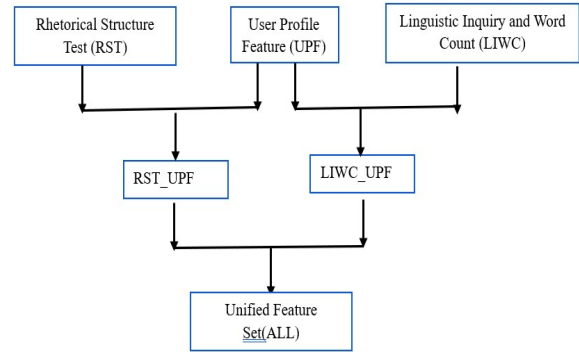 Rhetorical Structure
Test (RST)
User Profile
Feature (UPF)
Linguistic Inquiry and Word
Count (LIWC)
RST_UPF
LIWC_UPF
Unified Feature
Set(ALL)